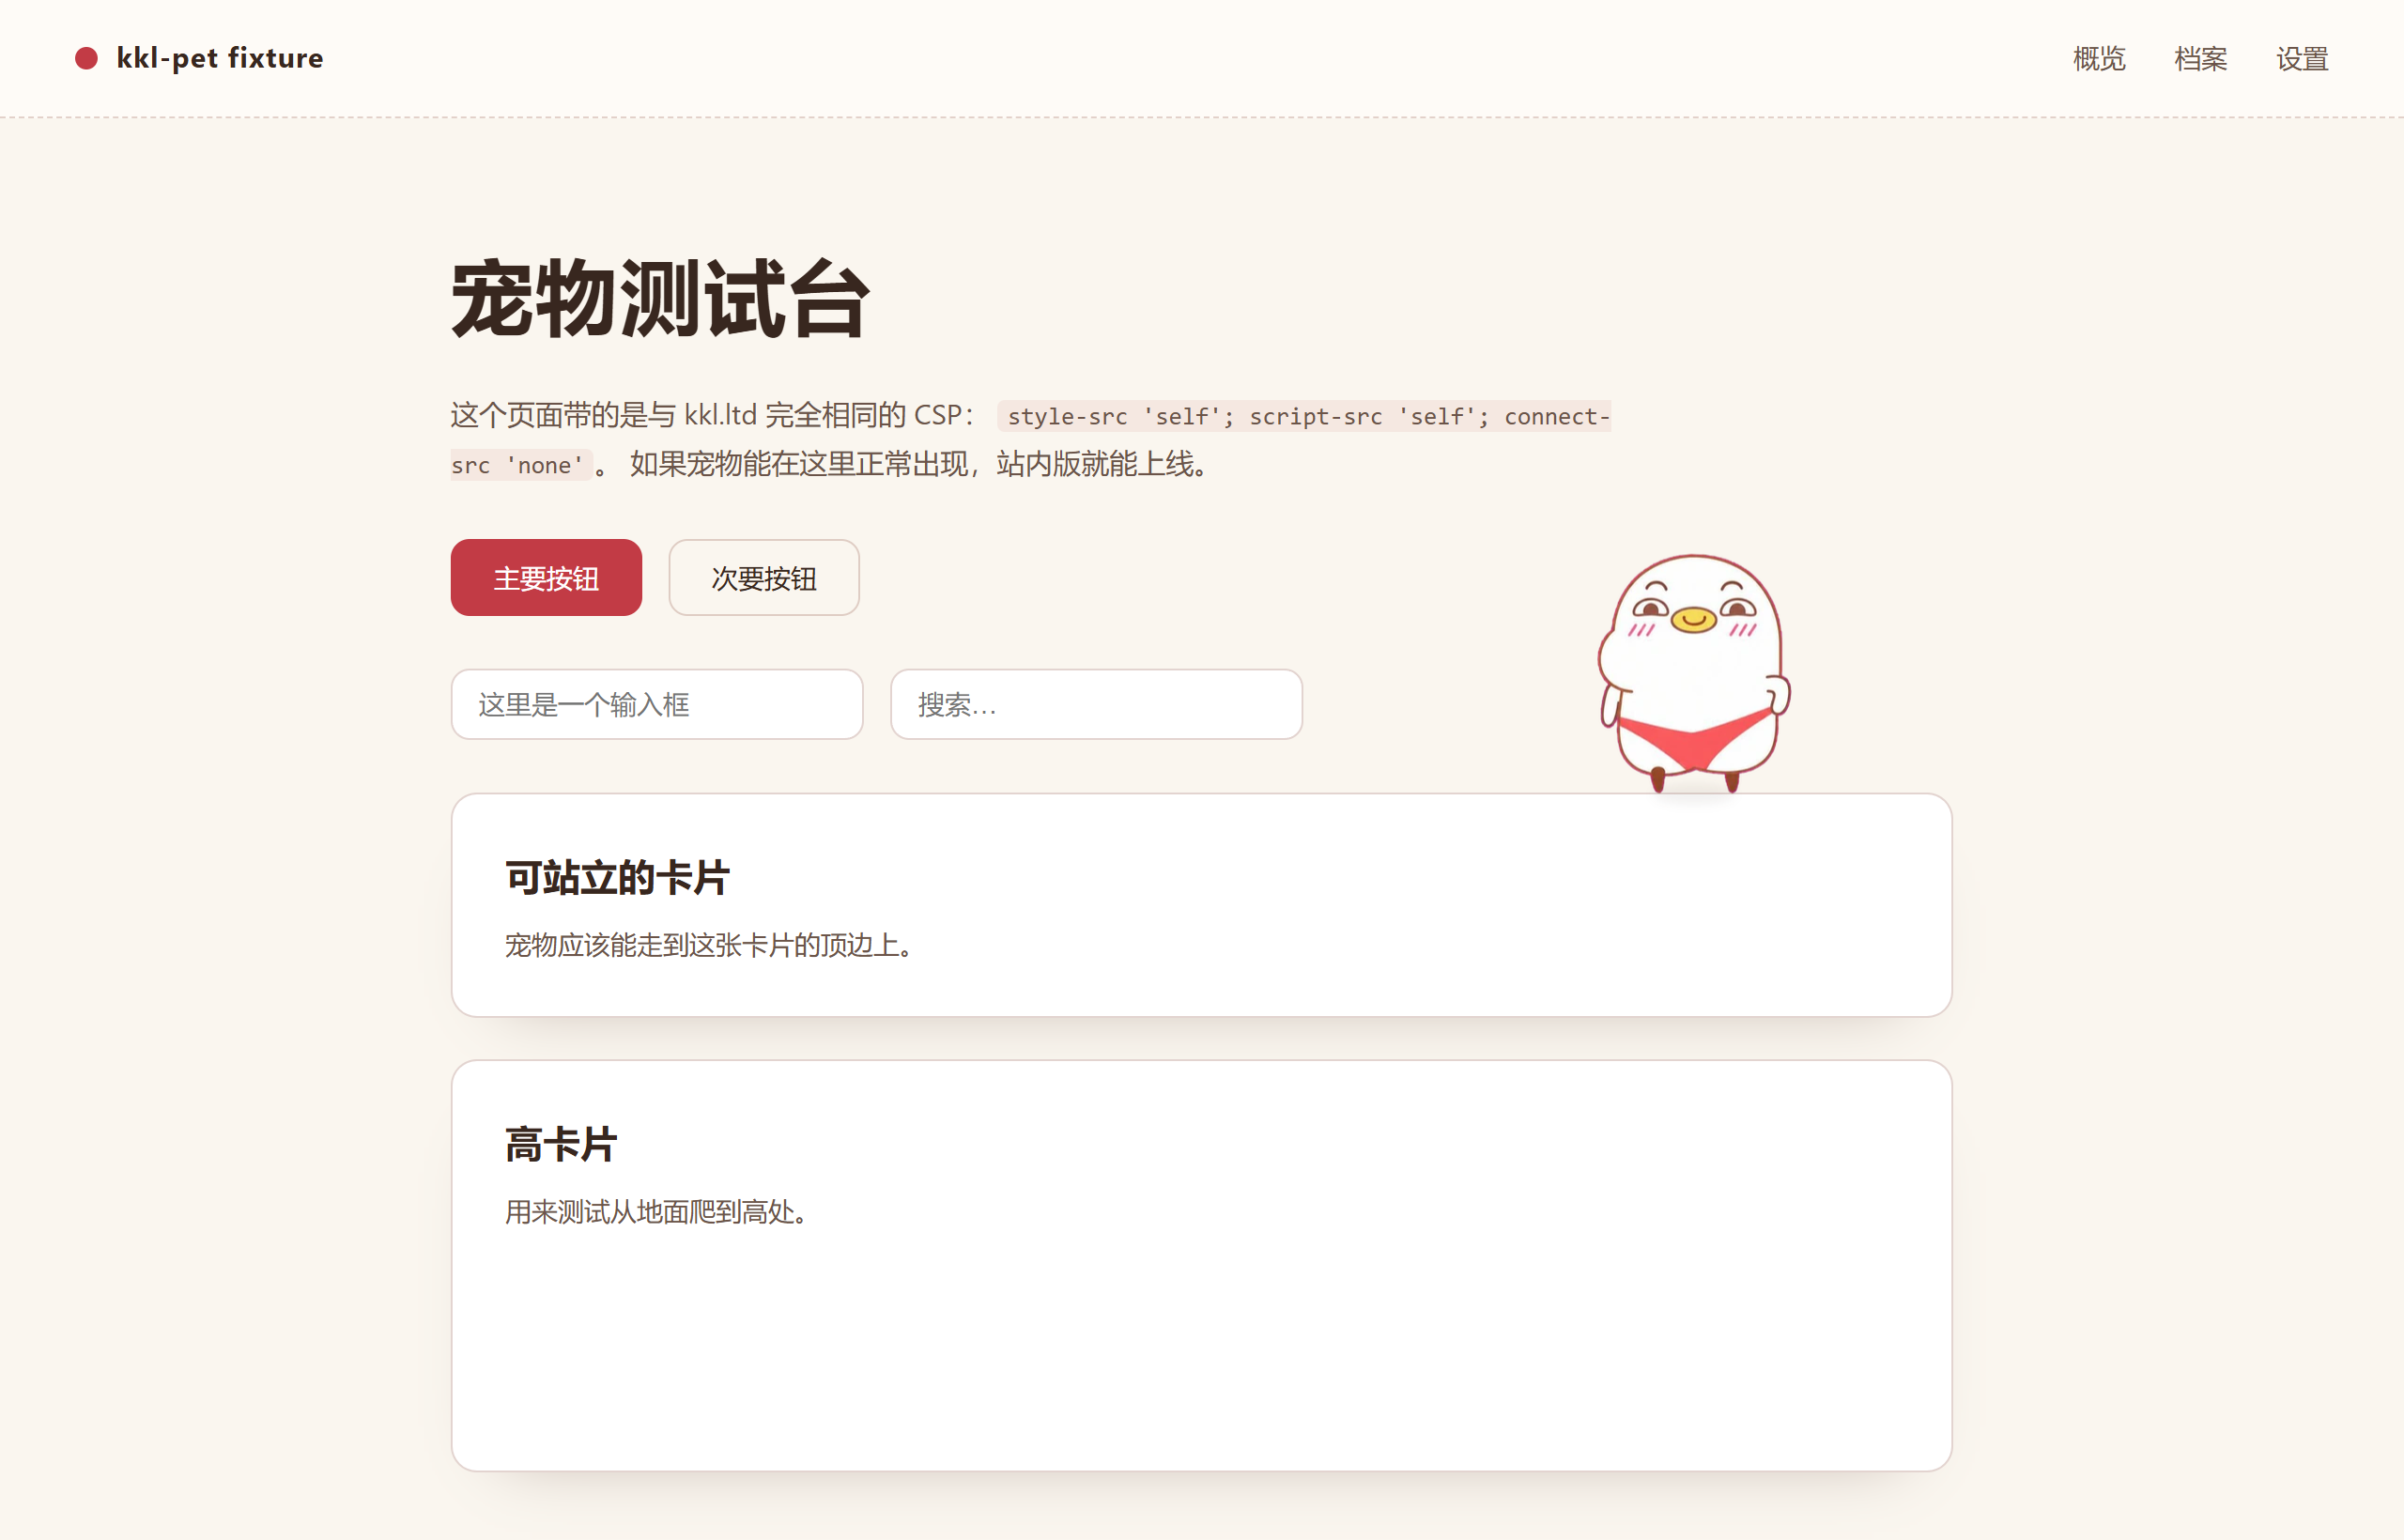 kkl-pet fixture
概览 档案 设置
宠物测试台
这个页面带的是与 kkl.ltd 完全相同的 CSP： style-src 'self'; script-src 'self'; connect-
src 'none' 。 如果宠物能在这里正常出现，站内版就能上线。
主要按钮 次要按钮
这里是一个输入框 搜索…
可站立的卡片
宠物应该能走到这张卡片的顶边上。
高卡片
用来测试从地面爬到高处。